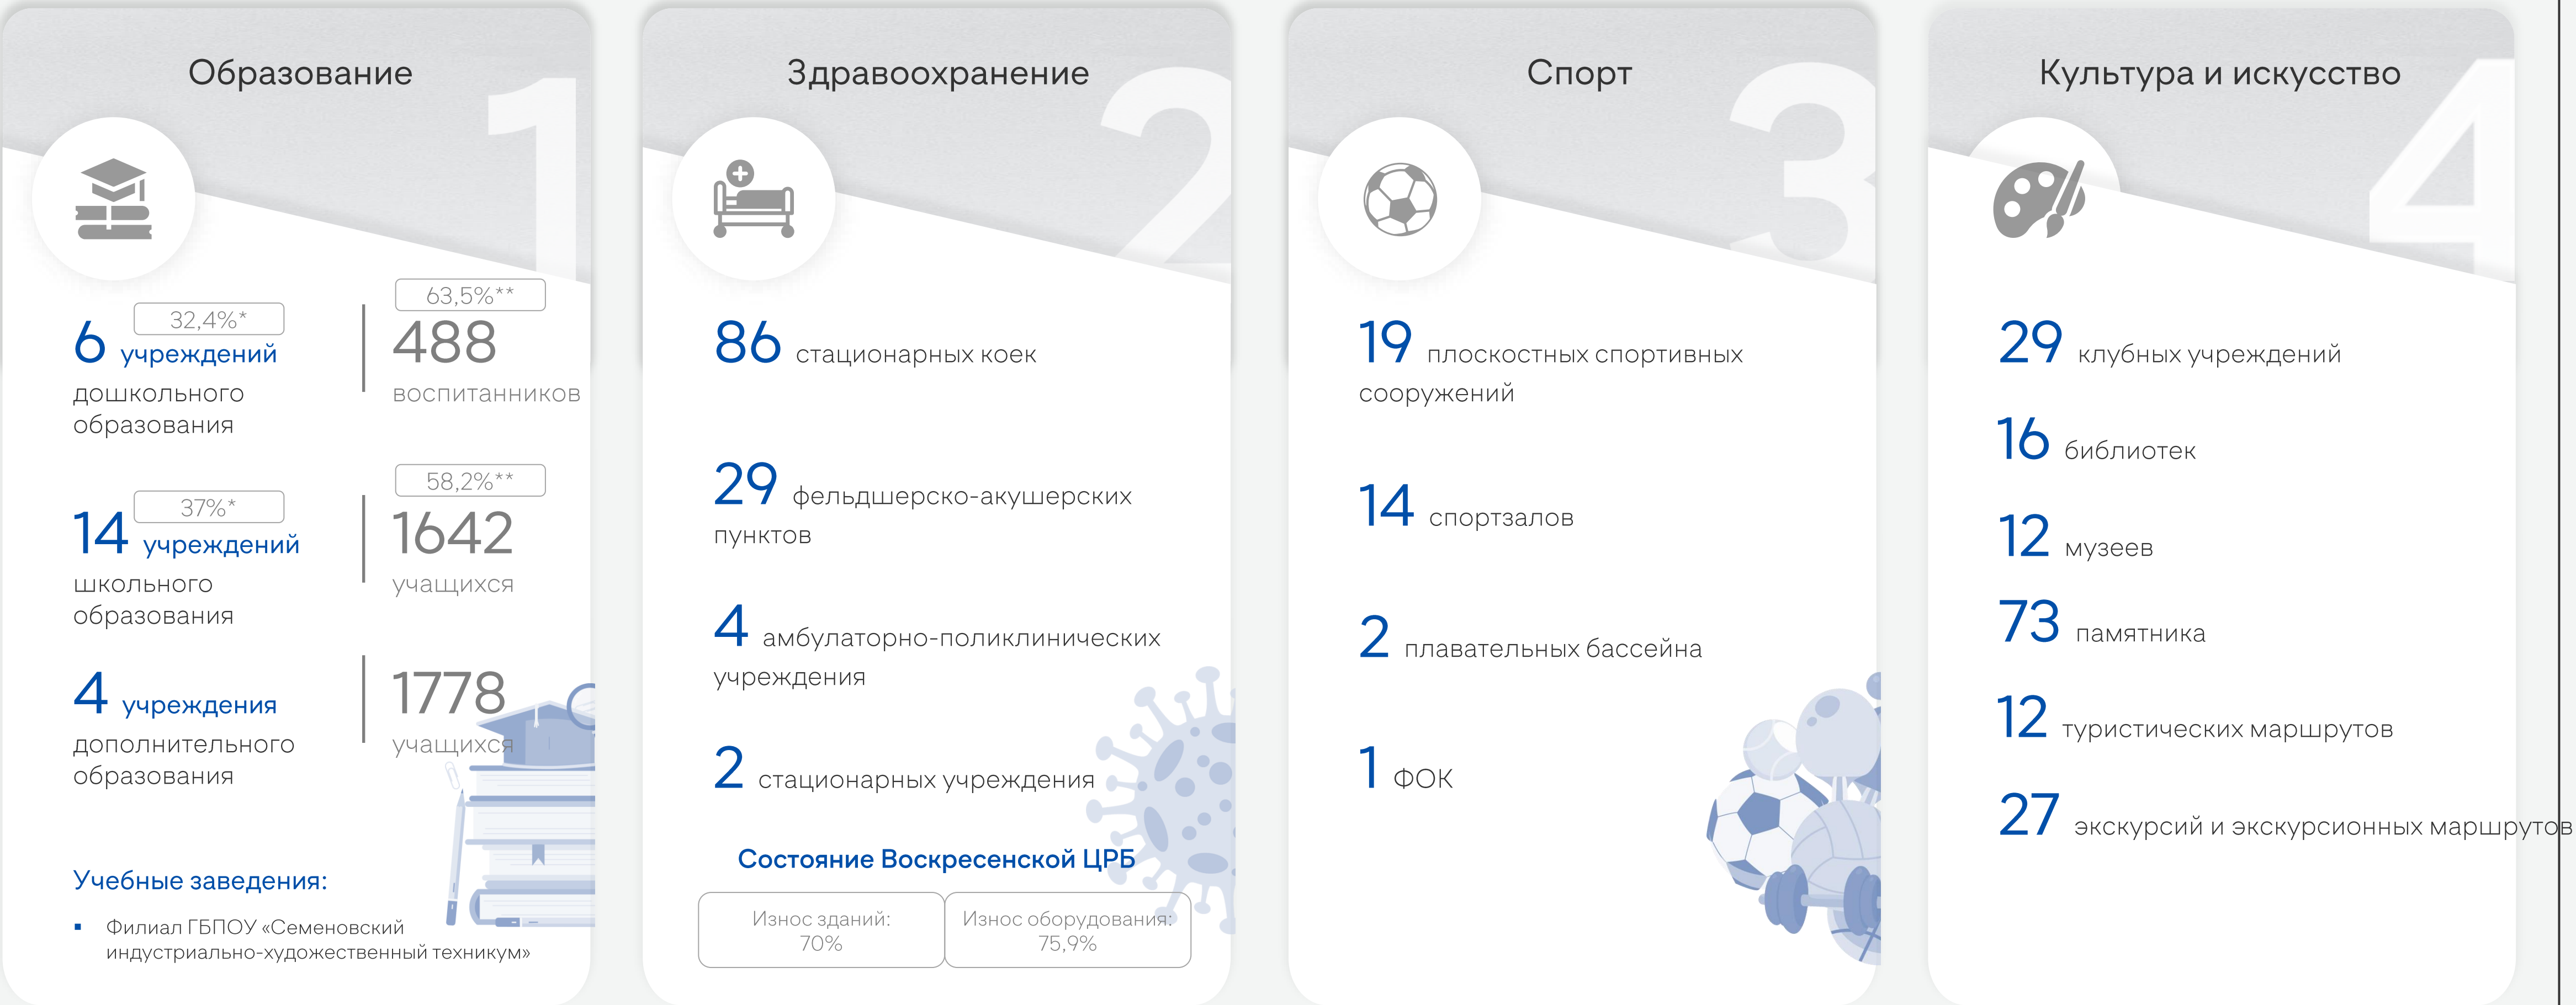 Образование
1
63,5%**
32,4%*
6 учреждений
488
дошкольного
воспитанников
образования
58,2%**
37%*
14 учреждений
1642
школьного
учащихся
образования
4 учреждения
1778
дополнительного
учащихся
образования
Учебные заведения:
▪ Филиал ГБПОУ «Семеновский
индустриально-художественный техникум»
Здравоохранение
2
86 стационарных коек
29 фельдшерско-акушерских
пунктов
4 амбулаторно-поликлинических
учреждения
2 стационарных учреждения
Состояние Воскресенской ЦРБ
Износ зданий:
70%
Износ оборудования:
75,9%
Спорт
3
19 плоскостных спортивных
сооружений
14 спортзалов
2 плавательных бассейна
1 ФОК
Культура и искусство
4
29 клубных учреждений
16 библиотек
12 музеев
73 памятника
12 туристических маршрутов
27 экскурсий и экскурсионных маршрутов